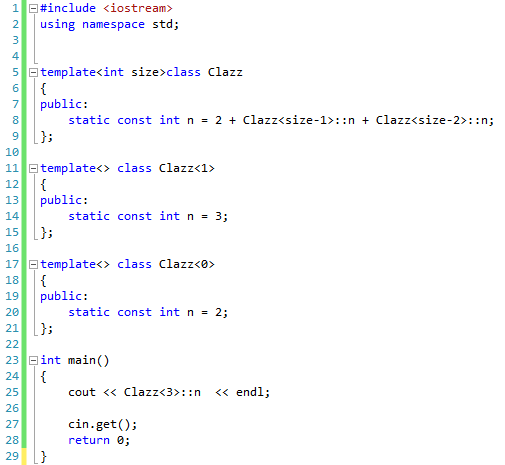 1 #include <iostream>
2 using namespace std;
3
4
5 template<int size>class Clazz
6 {
7 public:
8     static const int n = 2 + Clazz<size-1>::n + Clazz<size-2>::n;
9 };
10
11 template<> class Clazz<1>
12 {
13 public:
14     static const int n = 3;
15 };
16
17 template<> class Clazz<0>
18 {
19 public:
20     static const int n = 2;
21 };
22
23 int main()
24 {
25     cout << Clazz<3>::n  << endl;
26
27     cin.get();
28     return 0;
29 }